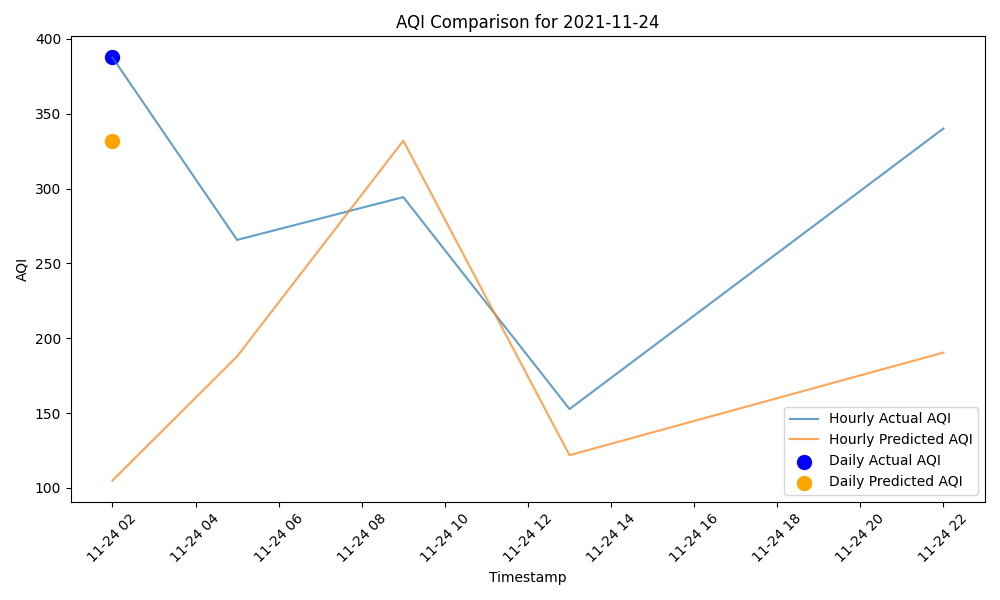 AQI Comparison for 2021-11-24
AQI
400
350
300
250
200
150
100
11-24 02
11-24 04
11-24 06
11-24 08
11-24 10
11-24 12
11-24 14
11-24 16
11-24 18
11-24 20
11-24 22
Timestamp
Hourly Actual AQI
Hourly Predicted AQI
Daily Actual AQI
Daily Predicted AQI